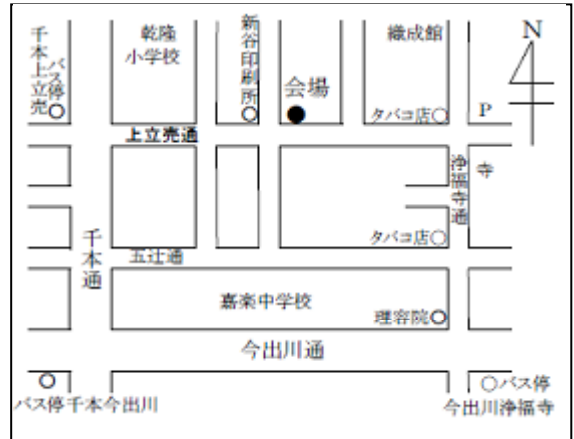 千本上立売
バス停
乾隆
小学校
新谷印刷所
会場
織成館
タバコ店
P
N
上立売通
浄福寺通
寺
タバコ店
千本通
五辻通
嘉楽中学校
理容院
今出川通
バス停千本今出川
バス停
今出川浄福寺